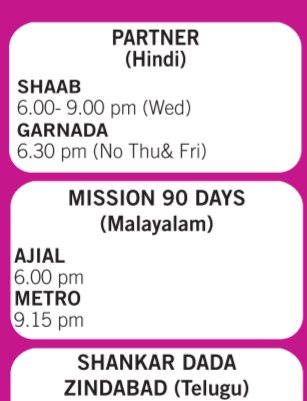 PARTNER
(Hindi)
SHAAB
6.00- 9.00 pm (Wed)
GARNADA
6.30 pm (No Thu& Fri)
MISSION 90 DAYS
(Malayalam)
AJIAL
6.00 pm
METRO
9.15 pm
SHANKAR DADA
ZINDABAD (Telugu)